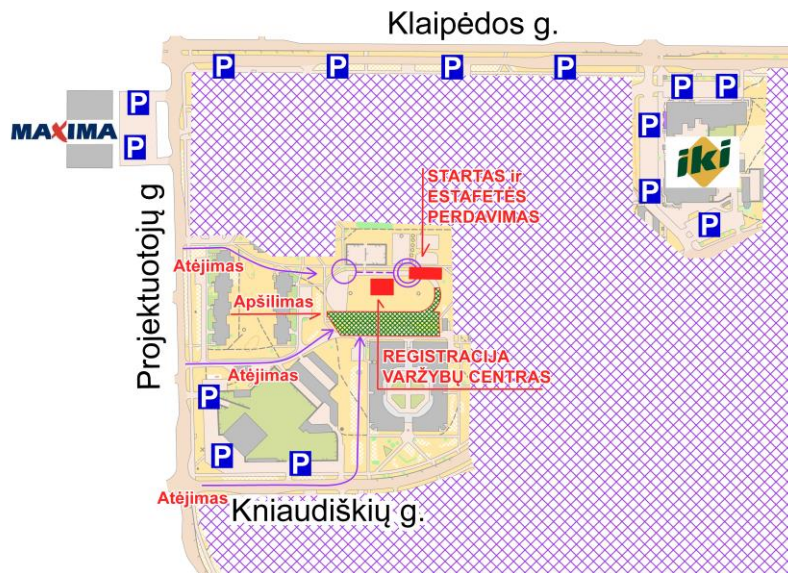 Klaipėdos g.
P P P P
P P
P
MAXIMA
P
P
iki
P
P
STARTAS ir
ESTAFETĖS
PERDAVIMAS
Projektuotojų g
Atėjimas
Apšilimas
REGISTRACIJA
VARŽYBŲ CENTRAS
Atėjimas
P
P
P
Atėjimas
Kniaudiškių g.
P